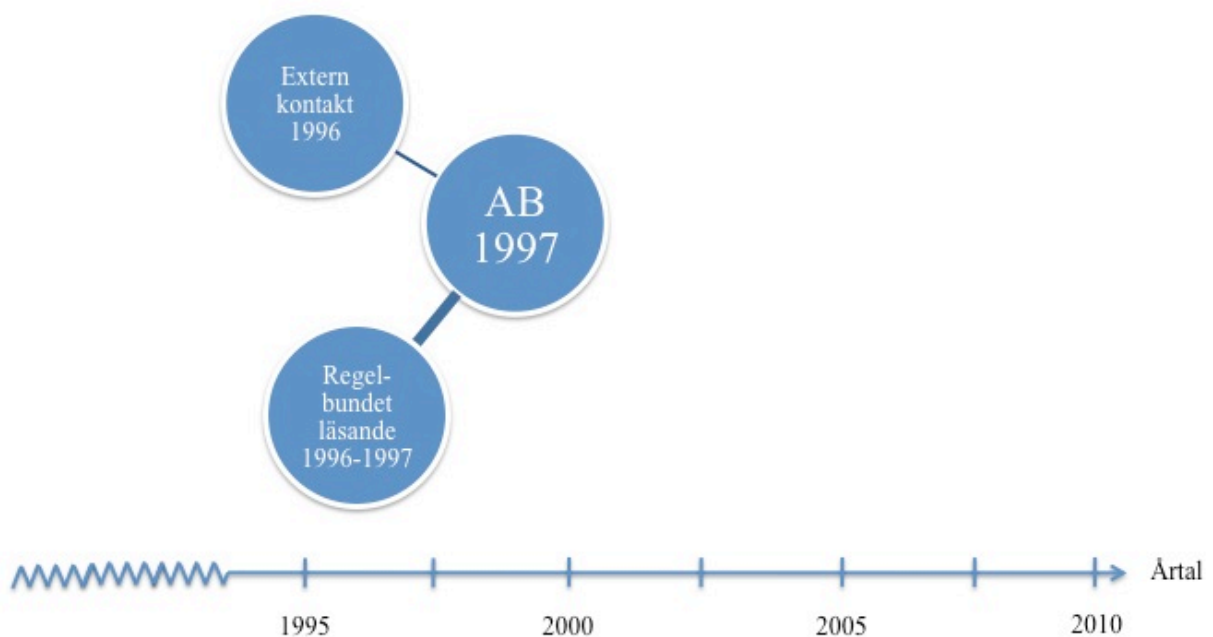 Extern
kontakt
1996
AB
1997
Regel-
bundet
läsande
1996-1997
Årtal
1995
2000
2005
2010